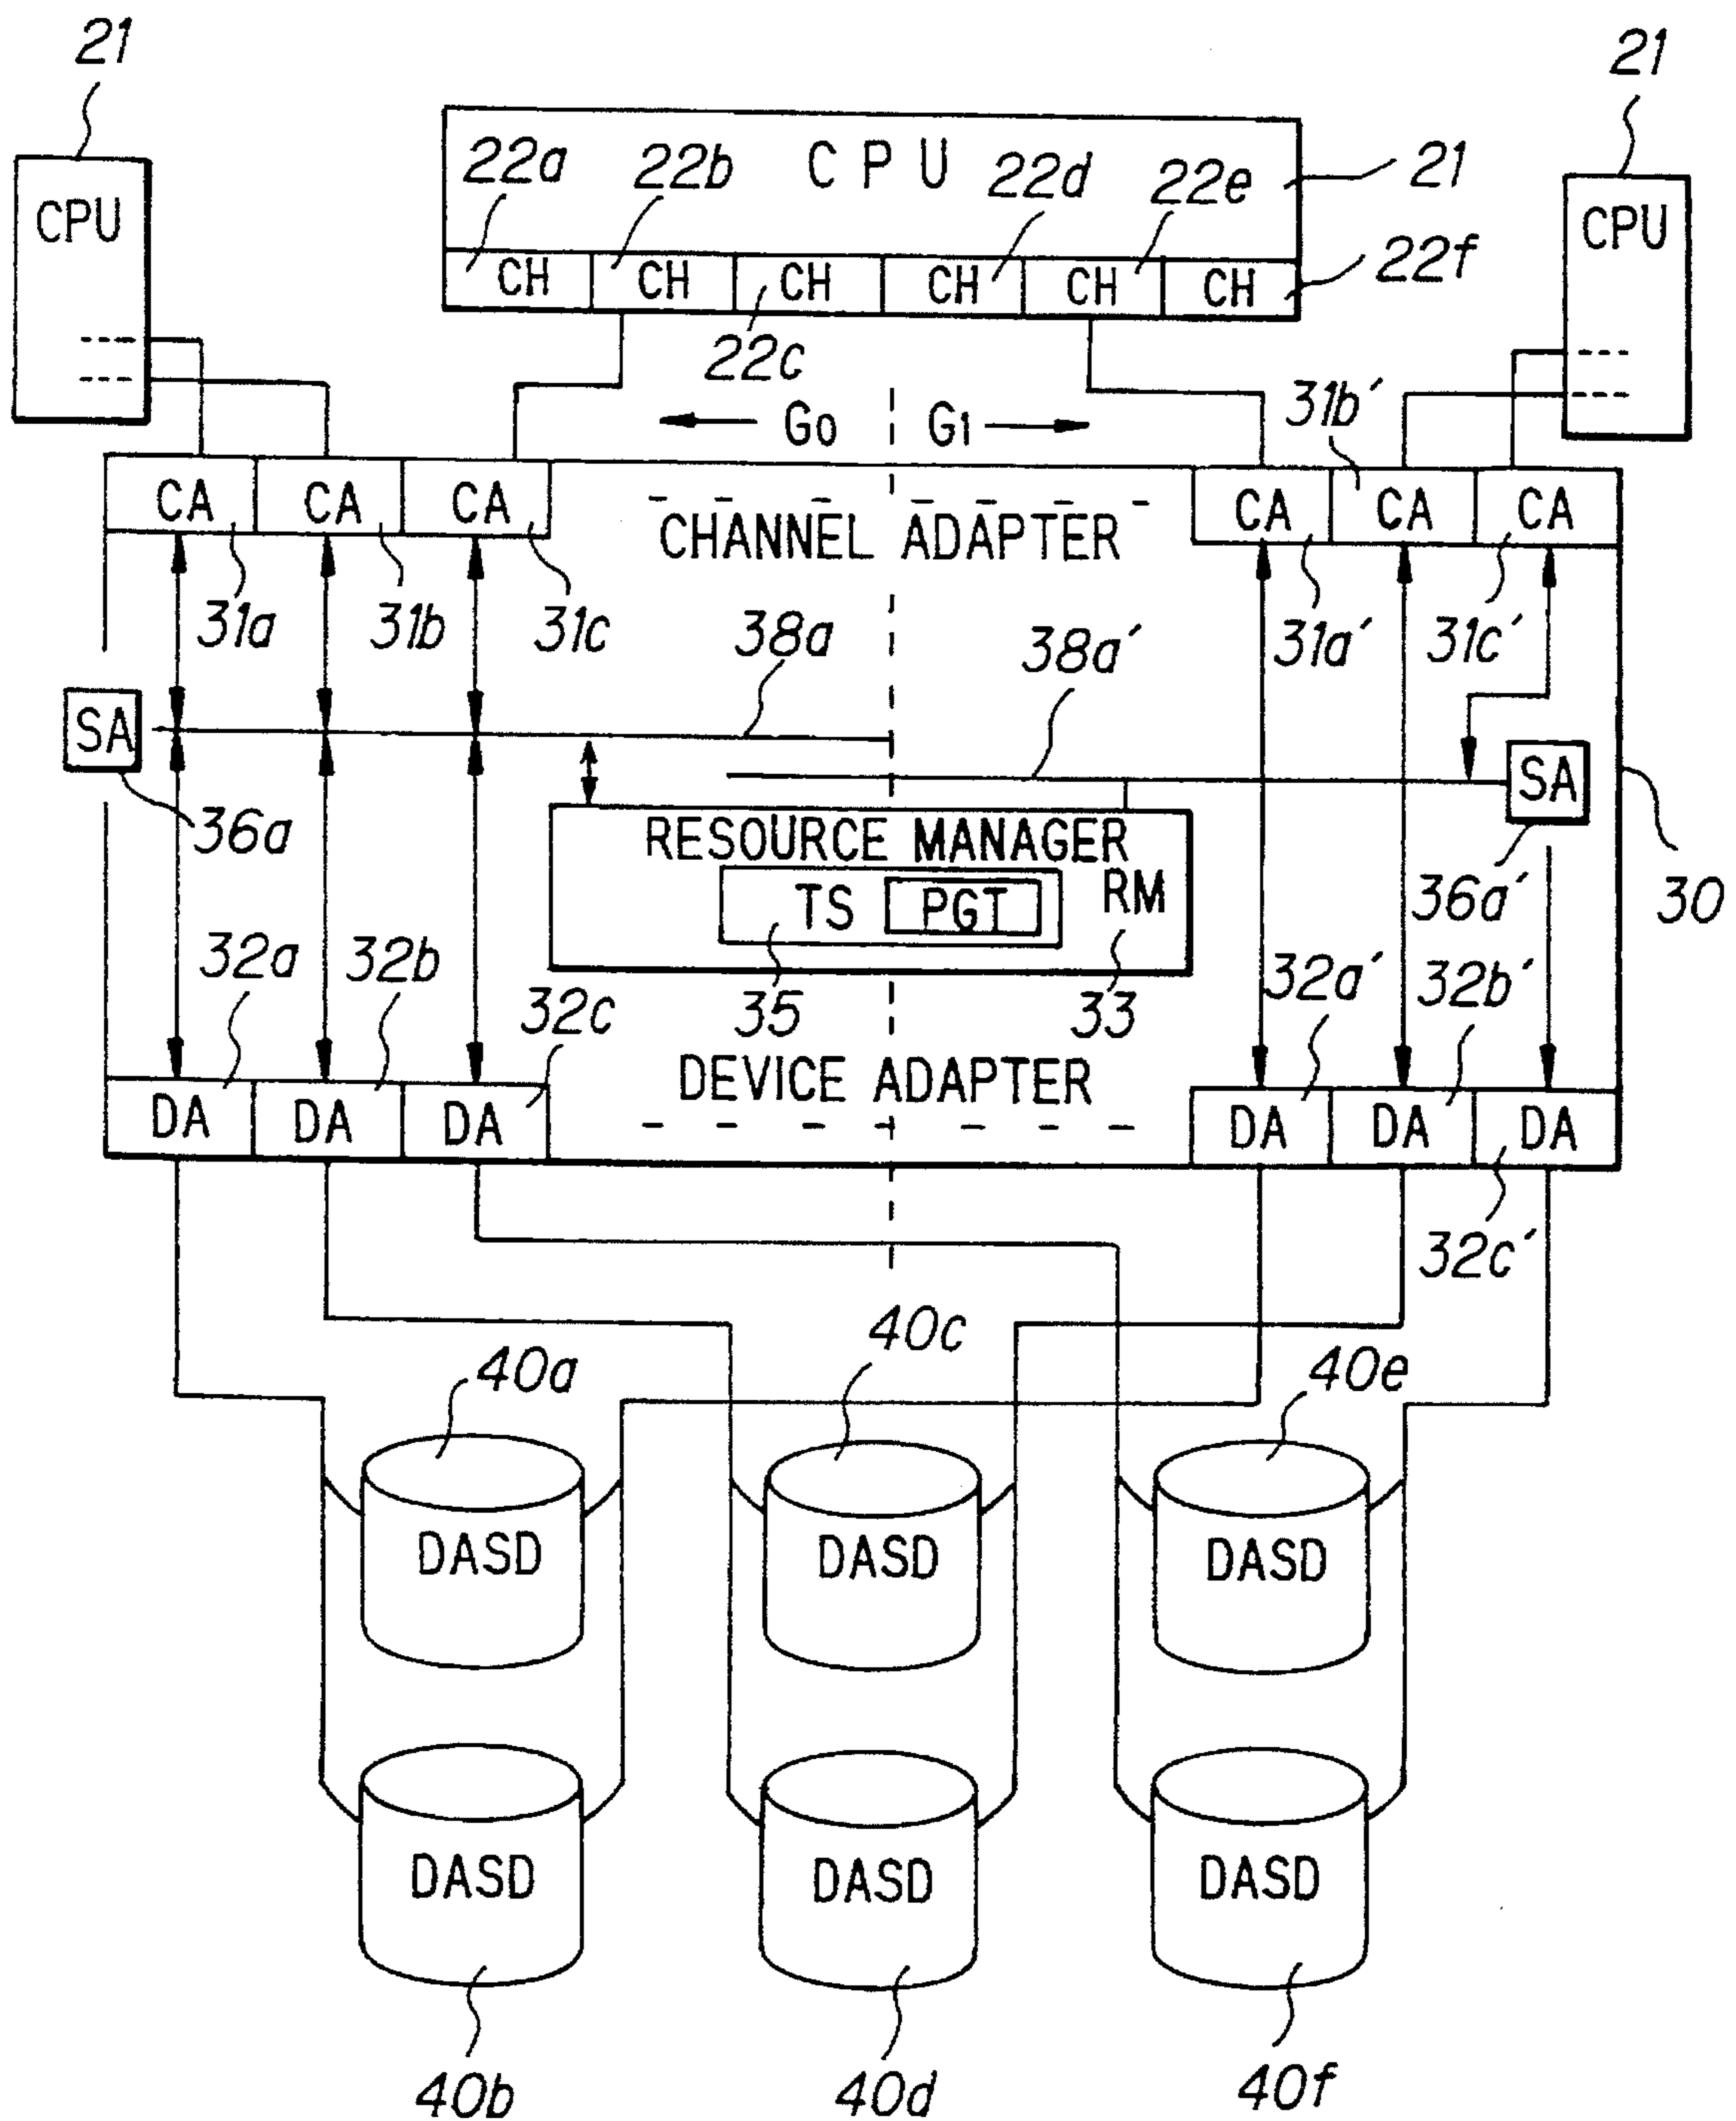 21
21
CPU
22a
22b
22d
22e
21
CPU
CPU
CH
CH
CH
CH
CH
CH
22f
22c
G0
G1
31b′
CA
CA
CA
CHANNEL ADAPTER
CA
CA
CA
31a
31b
31c
38a
38a′
31a′
31c′
SA
SA
36a
RESOURCE MANAGER
TS
PGT
RM
36a′
30
32a
32b
32c
35
33
32a′
32b′
DEVICE ADAPTER
DA
DA
DA
DA
DA
DA
32c′
40a
40c
40e
DASD
DASD
DASD
DASD
DASD
DASD
40b
40d
40f